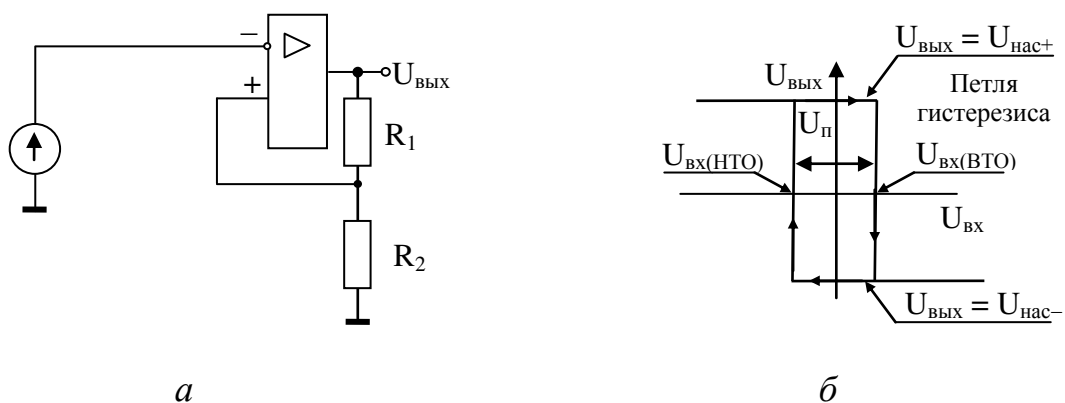 –
+
Uвых
R1
R2
а
Uвых = Uнас+
Uвых
Петля
гистерезиса
Uп
Uвх(НТО)
Uвх(ВТО)
Uвх
Uвых = Uнас–
б